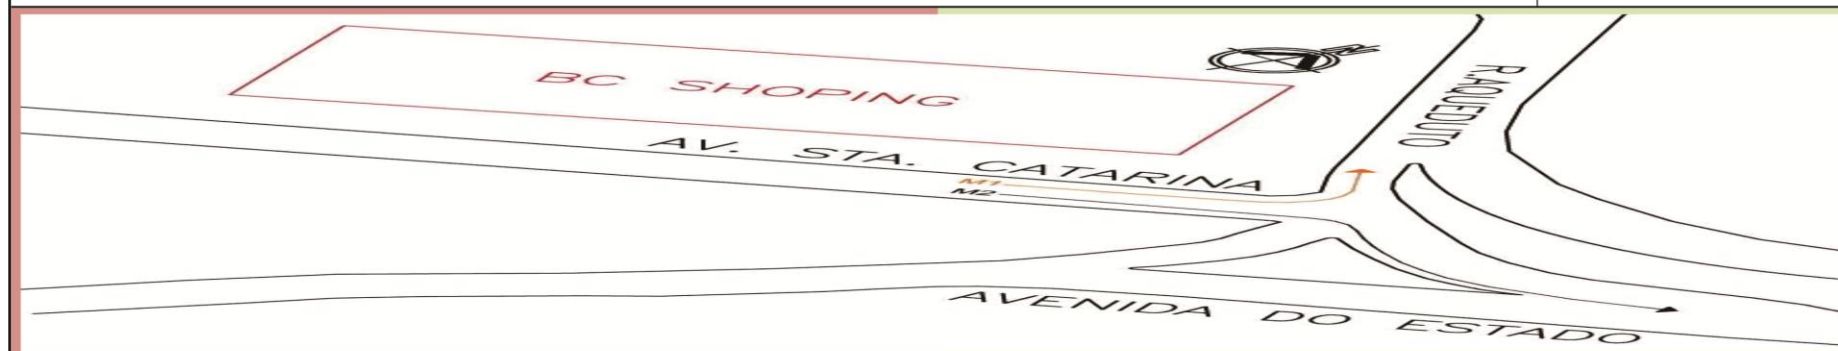 BC SHOPING
N
R.AQUEDUTO
AV. STA. CATARINA
M1
M2
AVENIDA DO ESTADO